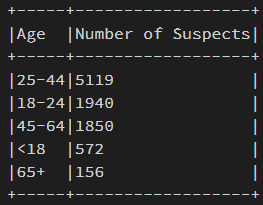 +-----+------------------+
|Age  |Number of Suspects|
+-----+------------------+
|25-44|5119              |
|18-24|1940              |
|45-64|1850              |
|<18  |572               |
|65+  |156               |
+-----+------------------+